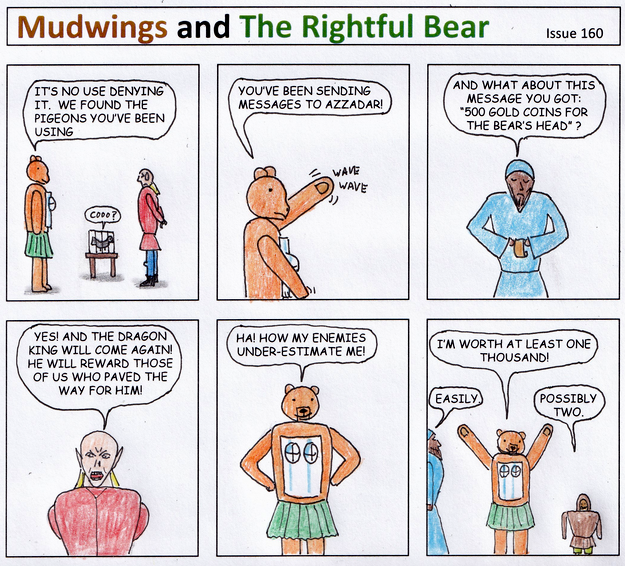 Mudwings and The Rightful Bear
Issue 160
IT'S NO USE DENYING
IT. WE FOUND THE
PIGEONS YOU'VE BEEN
USING
COOO?
YOU'VE BEEN SENDING
MESSAGES TO AZZADAR!
WAVE
WAVE
AND WHAT ABOUT THIS
MESSAGE YOU GOT:
"500 GOLD COINS FOR
THE BEAR'S HEAD" ?
YES! AND THE DRAGON
KING WILL COME AGAIN!
HE WILL REWARD THOSE
OF US WHO PAVED THE
WAY FOR HIM!
HA! HOW MY ENEMIES
UNDER-ESTIMATE ME!
I'M WORTH AT LEAST ONE
THOUSAND!
EASILY.
POSSIBLY
TWO.